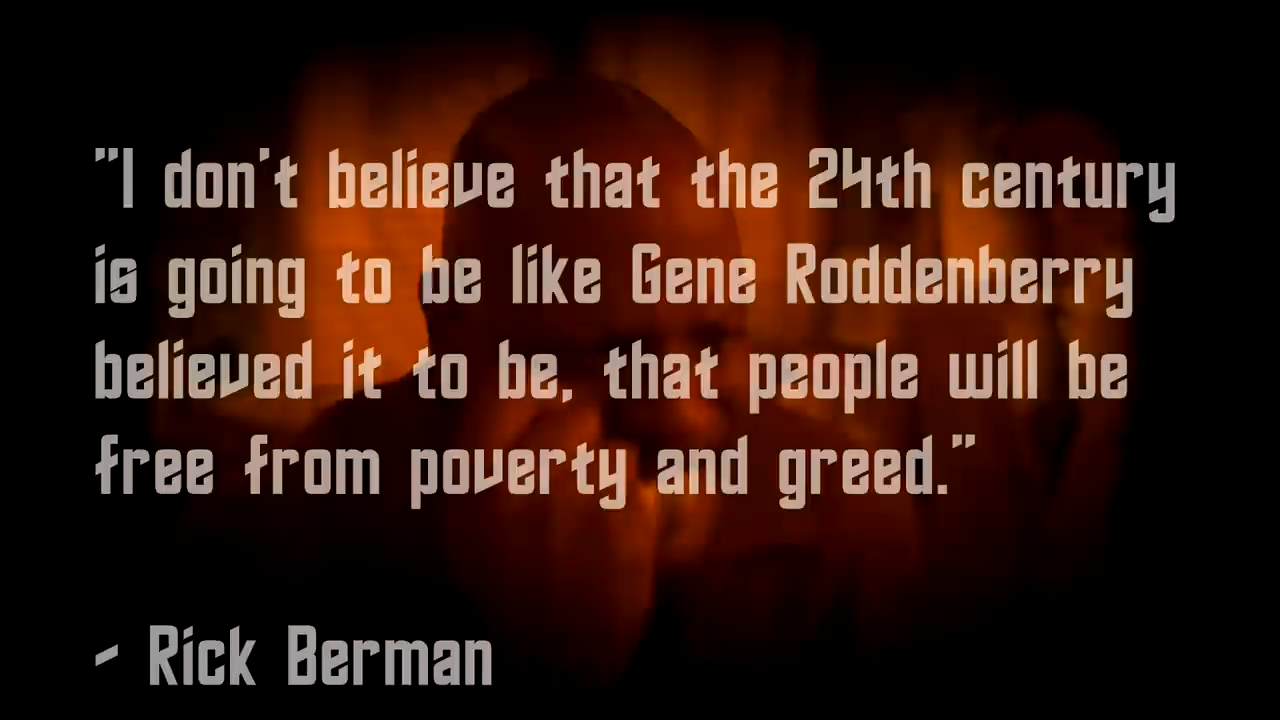 "I don't believe that the 24th century
is going to be like Gene Roddenberry
believed it to be, that people will be
free from poverty and greed."
- Rick Berman